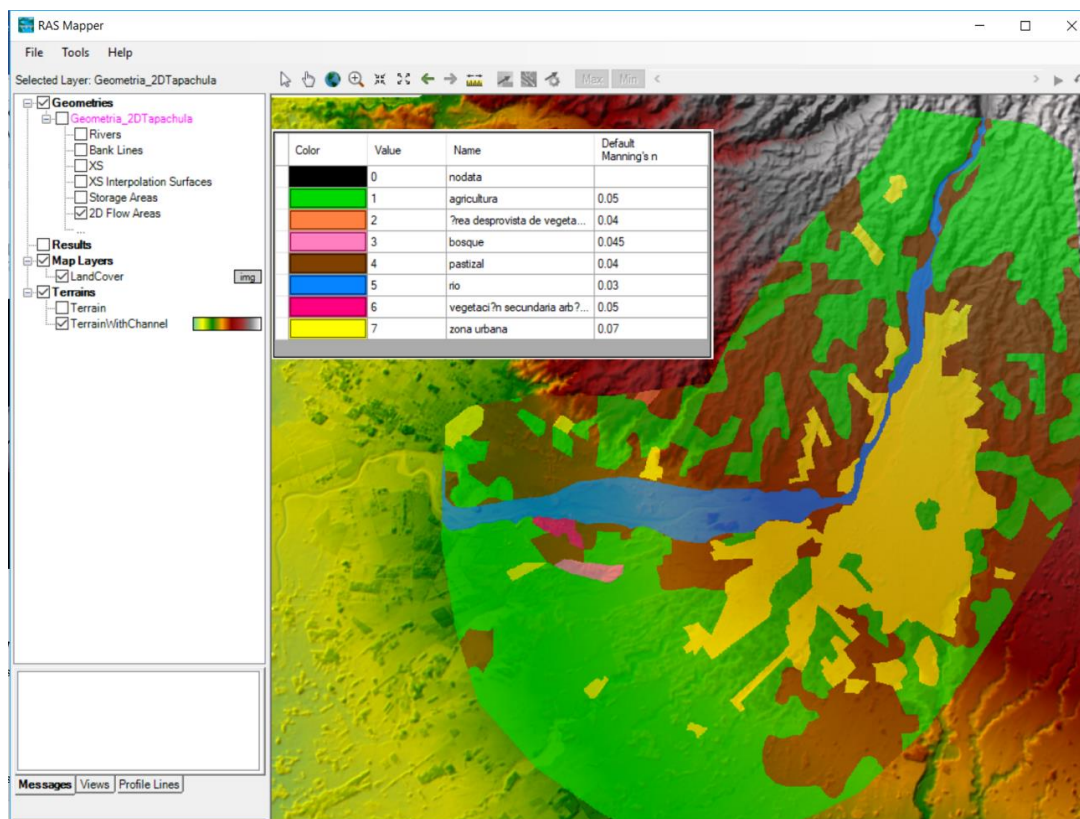 RAS Mapper
File Tools Help
Selected Layer: Geometria_2DTapachula
Max Min
Geometries
Geometria_2DTapachula
Rivers
Bank Lines
XS
XS Interpolation Surfaces
Storage Areas
2D Flow Areas
...
Results
Map Layers
LandCover img
Terrains
Terrain
TerrainWithChannel
Color Value Name Default Manning's n
0 nodata
1 agricultura 0.05
2 ?rea desprovista de vegeta... 0.04
3 bosque 0.045
4 pastizal 0.04
5 rio 0.03
6 vegetaci?n secundaria arb?... 0.05
7 zona urbana 0.07
Messages Views Profile Lines